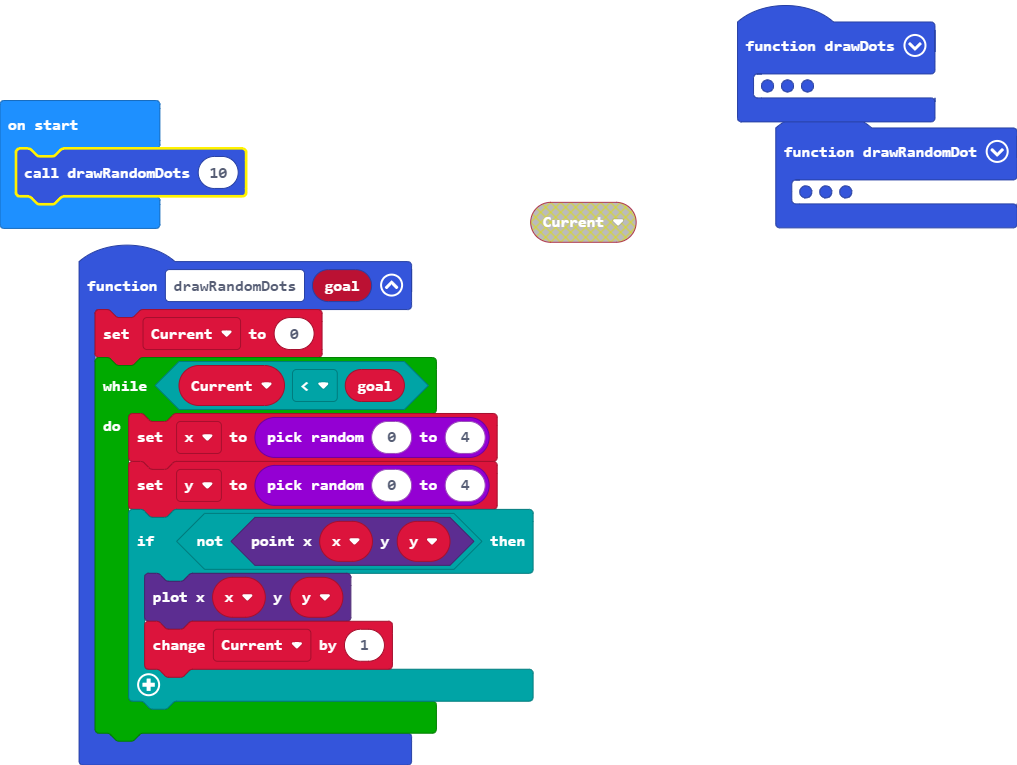 function drawDots
function drawRandomDot
on start
call drawRandomDots 10
Current
function drawRandomDots goal
set Current to 0
while Current < goal
do
set x to pick random 0 to 4
set y to pick random 0 to 4
if not point x x y y then
plot x x y y
change Current by 1